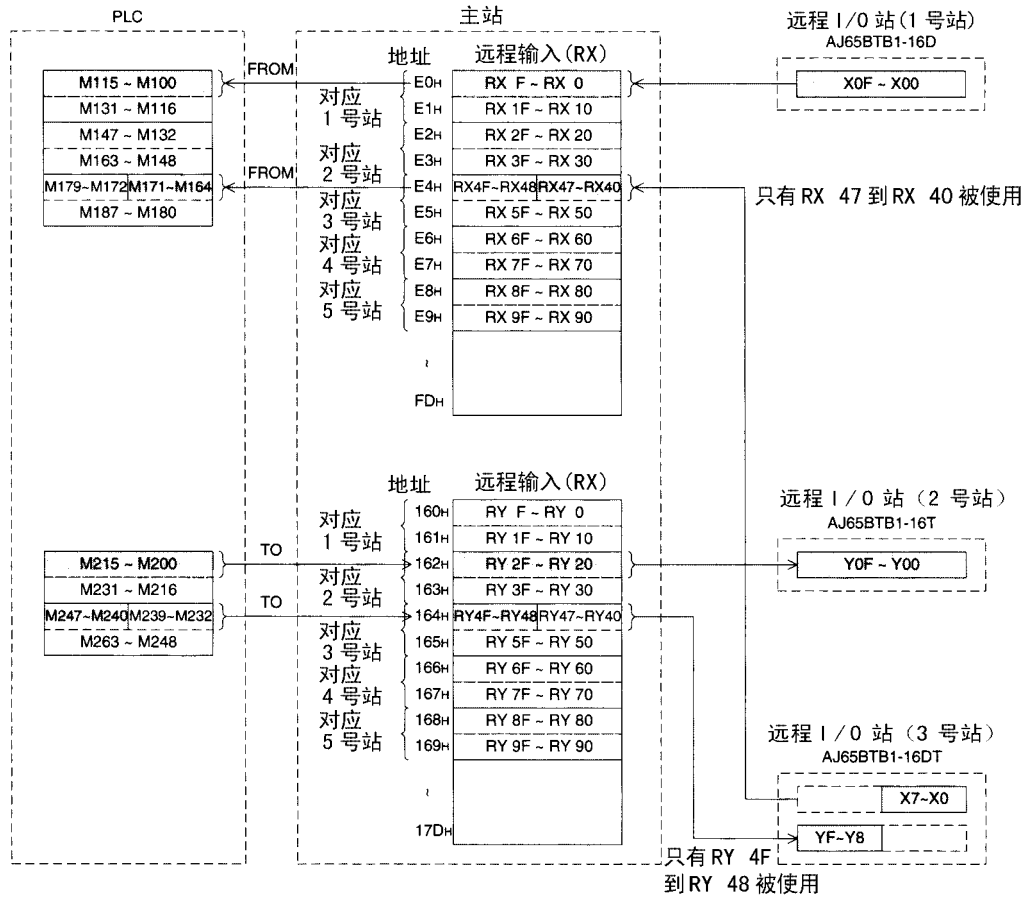 PLC
主站
远程 I/O 站(1 号站)
AJ65BTB1-16D
地址
远程输入(RX)
M115 ~ M100
FROM
E0H
RX F ~ RX 0
X0F ~ X00
M131 ~ M116
对应
1 号站
E1H
RX 1F ~ RX 10
M147 ~ M132
E2H
RX 2F ~ RX 20
M163 ~ M148
对应
2 号站
E3H
RX 3F ~ RX 30
M179~M172
M171~M164
FROM
E4H
RX4F~RX48
RX47~RX40
只有 RX 47 到 RX 40 被使用
M187 ~ M180
对应
3 号站
E5H
RX 5F ~ RX 50
E6H
RX 6F ~ RX 60
对应
4 号站
E7H
RX 7F ~ RX 70
对应
5 号站
E8H
RX 8F ~ RX 80
E9H
RX 9F ~ RX 90
~
FDH
地址
远程输入(RX)
160H
RY F ~ RY 0
对应
1 号站
161H
RY 1F ~ RY 10
远程 I/O 站 (2 号站)
AJ65BTB1-16T
M215 ~ M200
TO
162H
RY 2F ~ RY 20
Y0F ~ Y00
M231 ~ M216
对应
2 号站
163H
RY 3F ~ RY 30
M247~M240
M239~M232
TO
164H
RY4F~RY48
RY47~RY40
M263 ~ M248
对应
3 号站
165H
RY 5F ~ RY 50
166H
RY 6F ~ RY 60
对应
4 号站
167H
RY 7F ~ RY 70
对应
5 号站
168H
RY 8F ~ RY 80
169H
RY 9F ~ RY 90
~
17DH
远程 I/O 站 (3 号站)
AJ65BTB1-16DT
X7~X0
YF~Y8
只有 RY 4F
到 RY 48 被使用